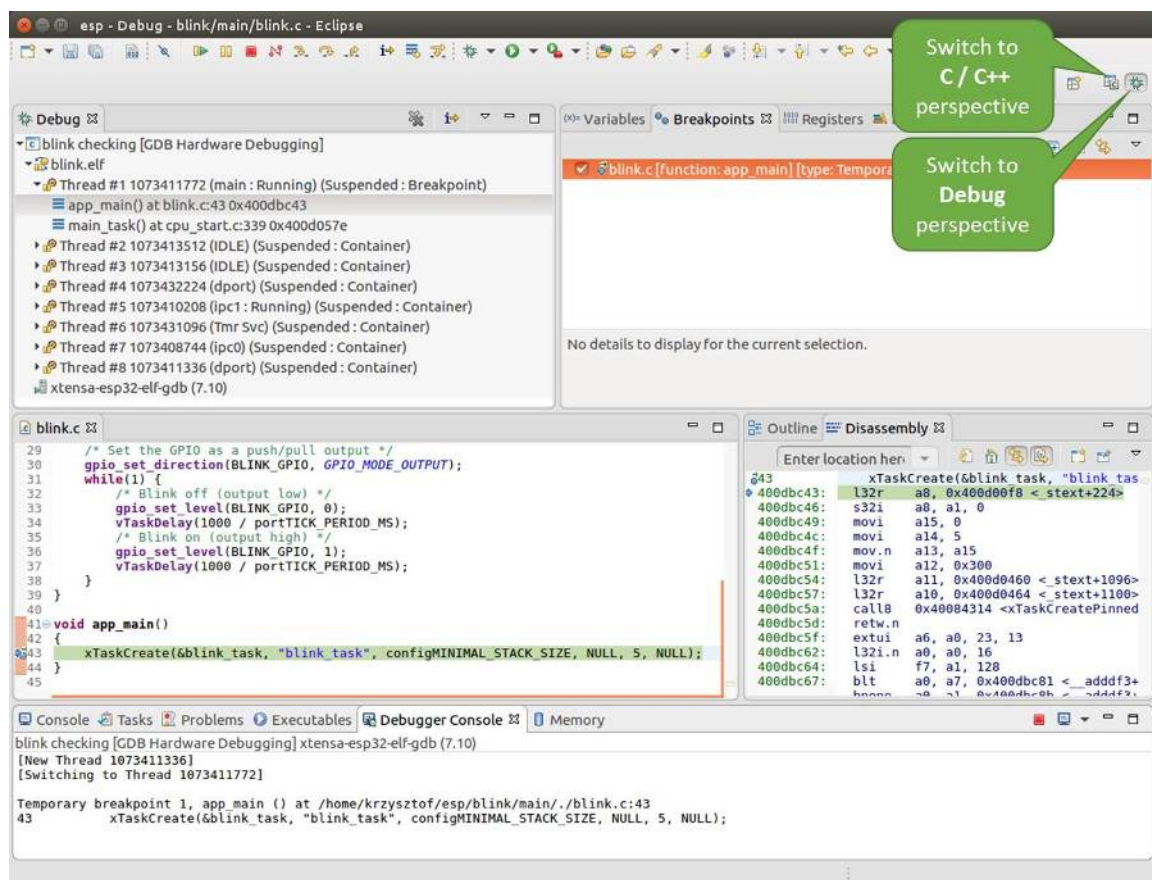 esp - Debug - blink/main/blink.c - Eclipse
Switch to
C / C++
perspective
Debug
Variables
Breakpoints
Registers
blink checking [GDB Hardware Debugging]
blink.elf
Thread #1 1073411772 (main : Running) (Suspended : Breakpoint)
app_main() at blink.c:43 0x400dbc43
main_task() at cpu_start.c:339 0x400d057e
Thread #2 1073413512 (IDLE) (Suspended : Container)
Thread #3 1073413156 (IDLE) (Suspended : Container)
Thread #4 1073432224 (dport) (Suspended : Container)
Thread #5 1073410208 (ipc1 : Running) (Suspended : Container)
Thread #6 1073431096 (Tmr Svc) (Suspended : Container)
Thread #7 1073408744 (ipc0) (Suspended : Container)
Thread #8 1073411336 (dport) (Suspended : Container)
xtensa-esp32-elf-gdb (7.10)
blink.c [function: app_main] [type: Tempora
Switch to
Debug
perspective
No details to display for the current selection.
blink.c
29 /* Set the GPIO as a push/pull output */
30 gpio_set_direction(BLINK_GPIO, GPIO_MODE_OUTPUT);
31 while(1) {
32 /* Blink off (output low) */
33 gpio_set_level(BLINK_GPIO, 0);
34 vTaskDelay(1000 / portTICK_PERIOD_MS);
35 /* Blink on (output high) */
36 gpio_set_level(BLINK_GPIO, 1);
37 vTaskDelay(1000 / portTICK_PERIOD_MS);
38 }
39 }
40
41 void app_main()
42 {
43 xTaskCreate(&blink_task, "blink_task", configMINIMAL_STACK_SIZE, NULL, 5, NULL);
44 }
45
Outline Disassembly
Enter location her
43 xTaskCreate(&blink_task, "blink_tas
400dbc43: l32r a8, 0x400d00f8 <_stext+224>
400dbc46: s32i a8, a1, 0
400dbc49: movi a15, 0
400dbc4c: movi a14, 5
400dbc4f: mov.n a13, a15
400dbc51: movi a12, 0x300
400dbc54: l32r a11, 0x400d0460 <_stext+1096>
400dbc57: l32r a10, 0x400d0464 <_stext+1100>
400dbc5a: call8 0x40084314 <xTaskCreatePinned
400dbc5d: retw.n
400dbc5f: extui a6, a0, 23, 13
400dbc62: l32i.n a0, a0, 16
400dbc64: lsi f7, a1, 128
400dbc67: blt a0, a7, 0x400dbc81 <__adddf3+
Console Tasks Problems Executables Debugger Console Memory
blink checking [GDB Hardware Debugging] xtensa-esp32-elf-gdb (7.10)
[New Thread 1073411336]
[Switching to Thread 1073411772]
Temporary breakpoint 1, app_main () at /home/krzysztof/esp/blink/main/./blink.c:43
43 xTaskCreate(&blink_task, "blink_task", configMINIMAL_STACK_SIZE, NULL, 5, NULL);